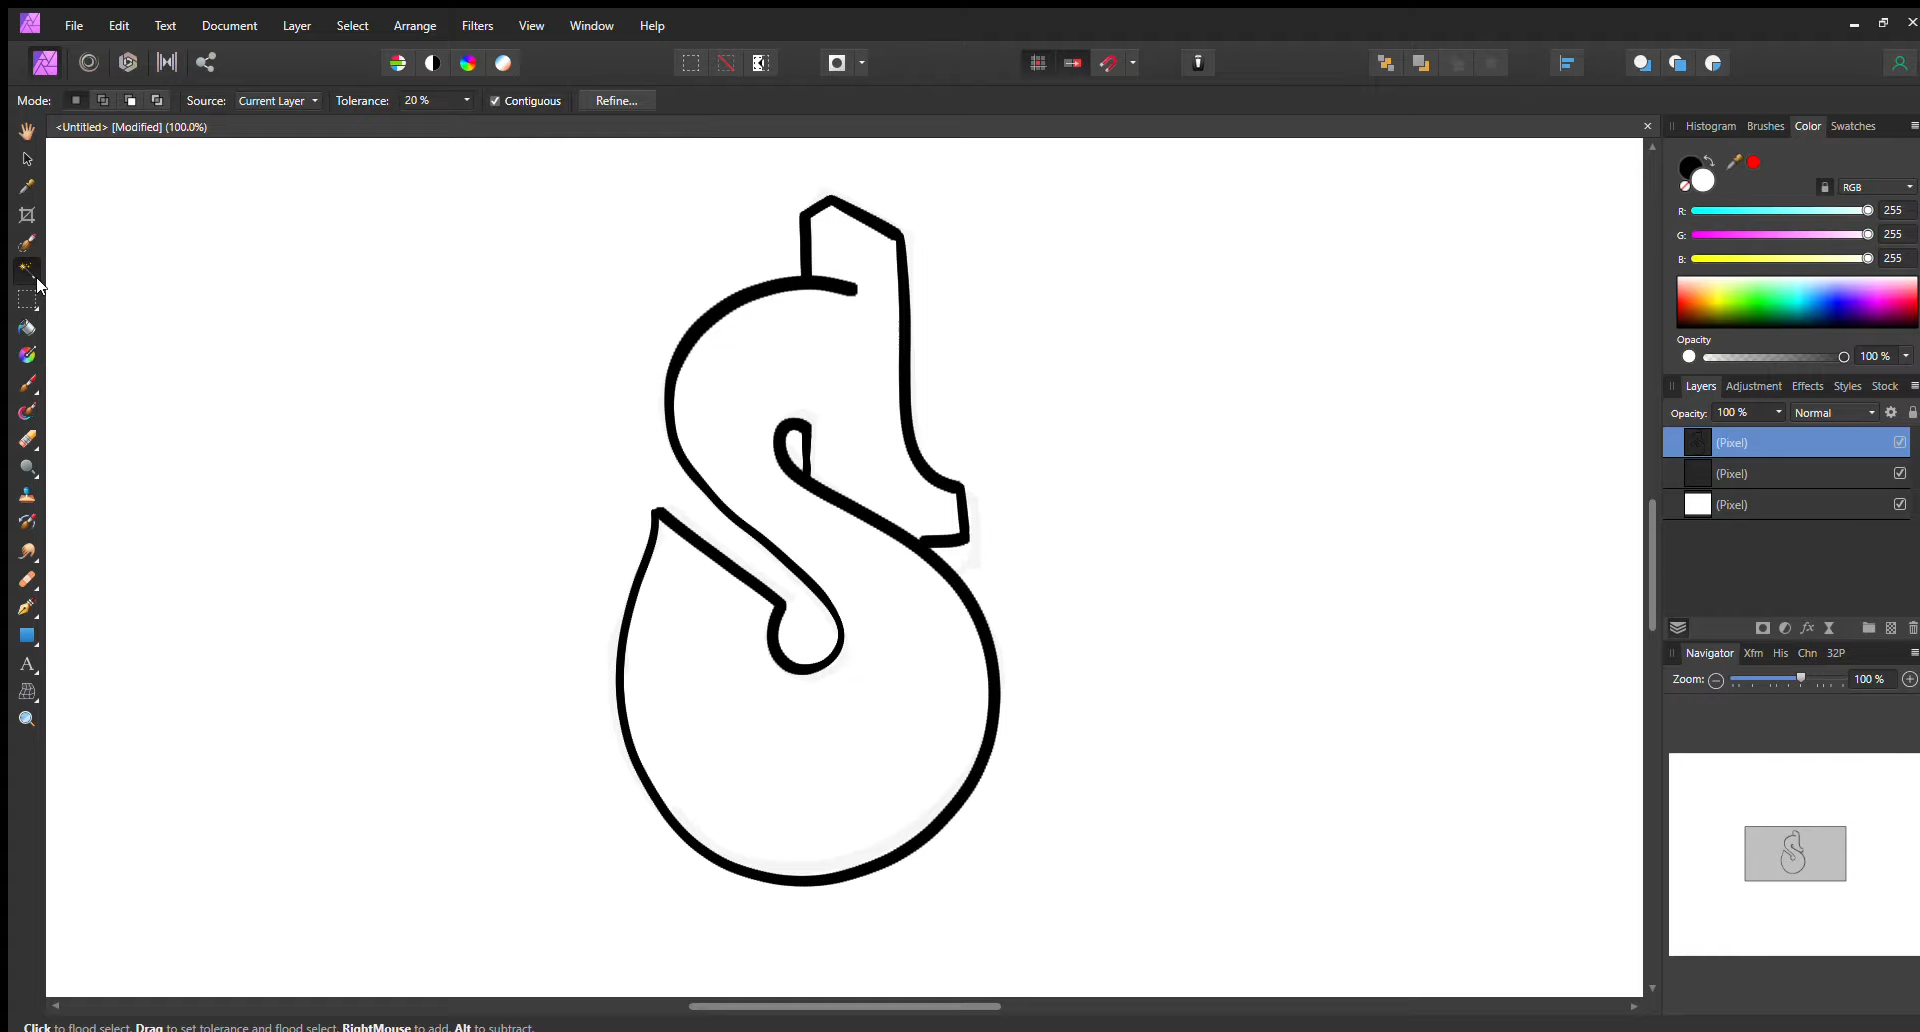 File Edit Text Document Layer Select Arrange Filters View Window Help
Mode: Source: Current Layer Tolerance: 20 % Contiguous Refine...
<Untitled> [Modified] (100.0%)
Histogram Brushes Color Swatches
RGB
R: 255
G: 255
B: 255
Opacity
100 %
Layers Adjustment Effects Styles Stock
Opacity: 100 % Normal
(Pixel)
(Pixel)
(Pixel)
Navigator Xfm His Chn 32P
Zoom: 100 %
Click to flood select. Drag to set tolerance and flood select. RightMouse to add. Alt to subtract.